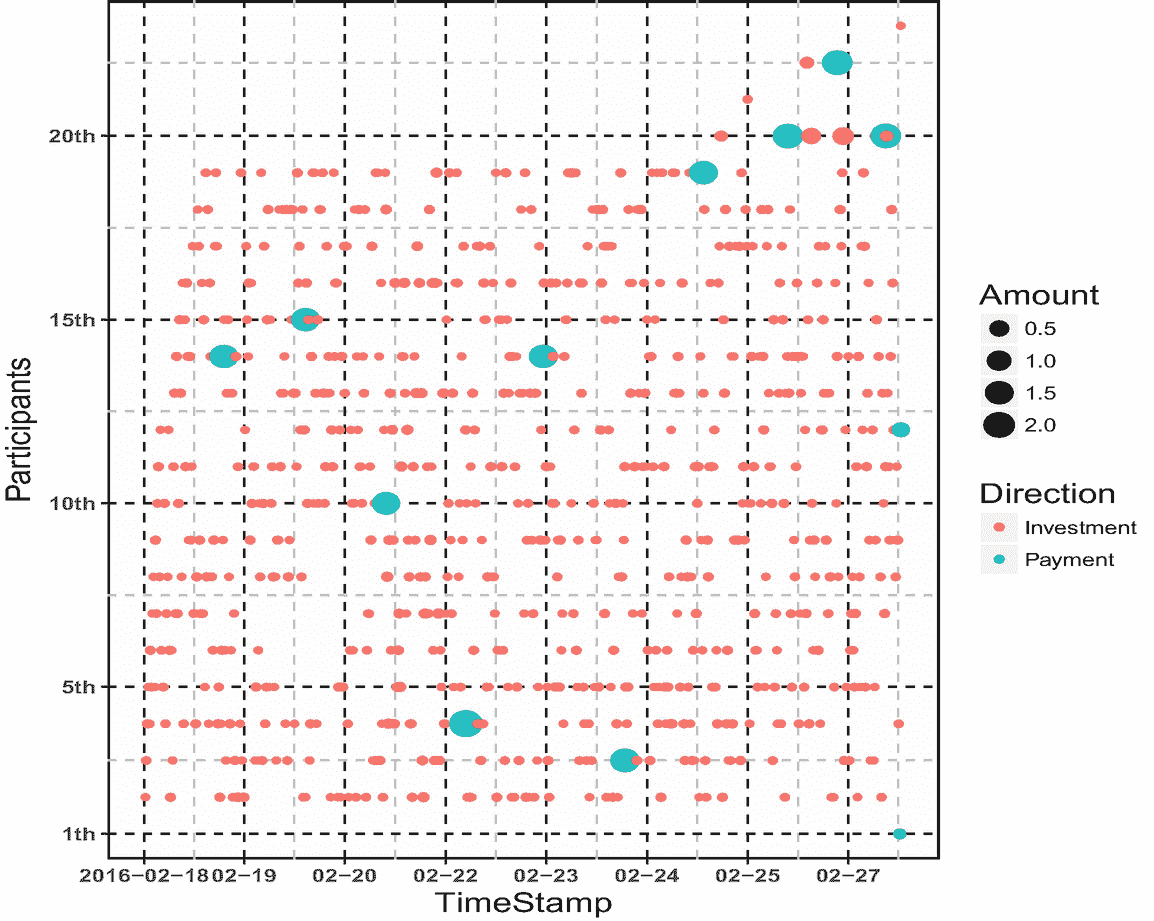 Participants
20th
15th
10th
5th
1th
2016−02−18
02−19
02−20
02−22
02−23
02−24
02−25
02−27
TimeStamp
Amount
0.5
1.0
1.5
2.0
Direction
Investment
Payment